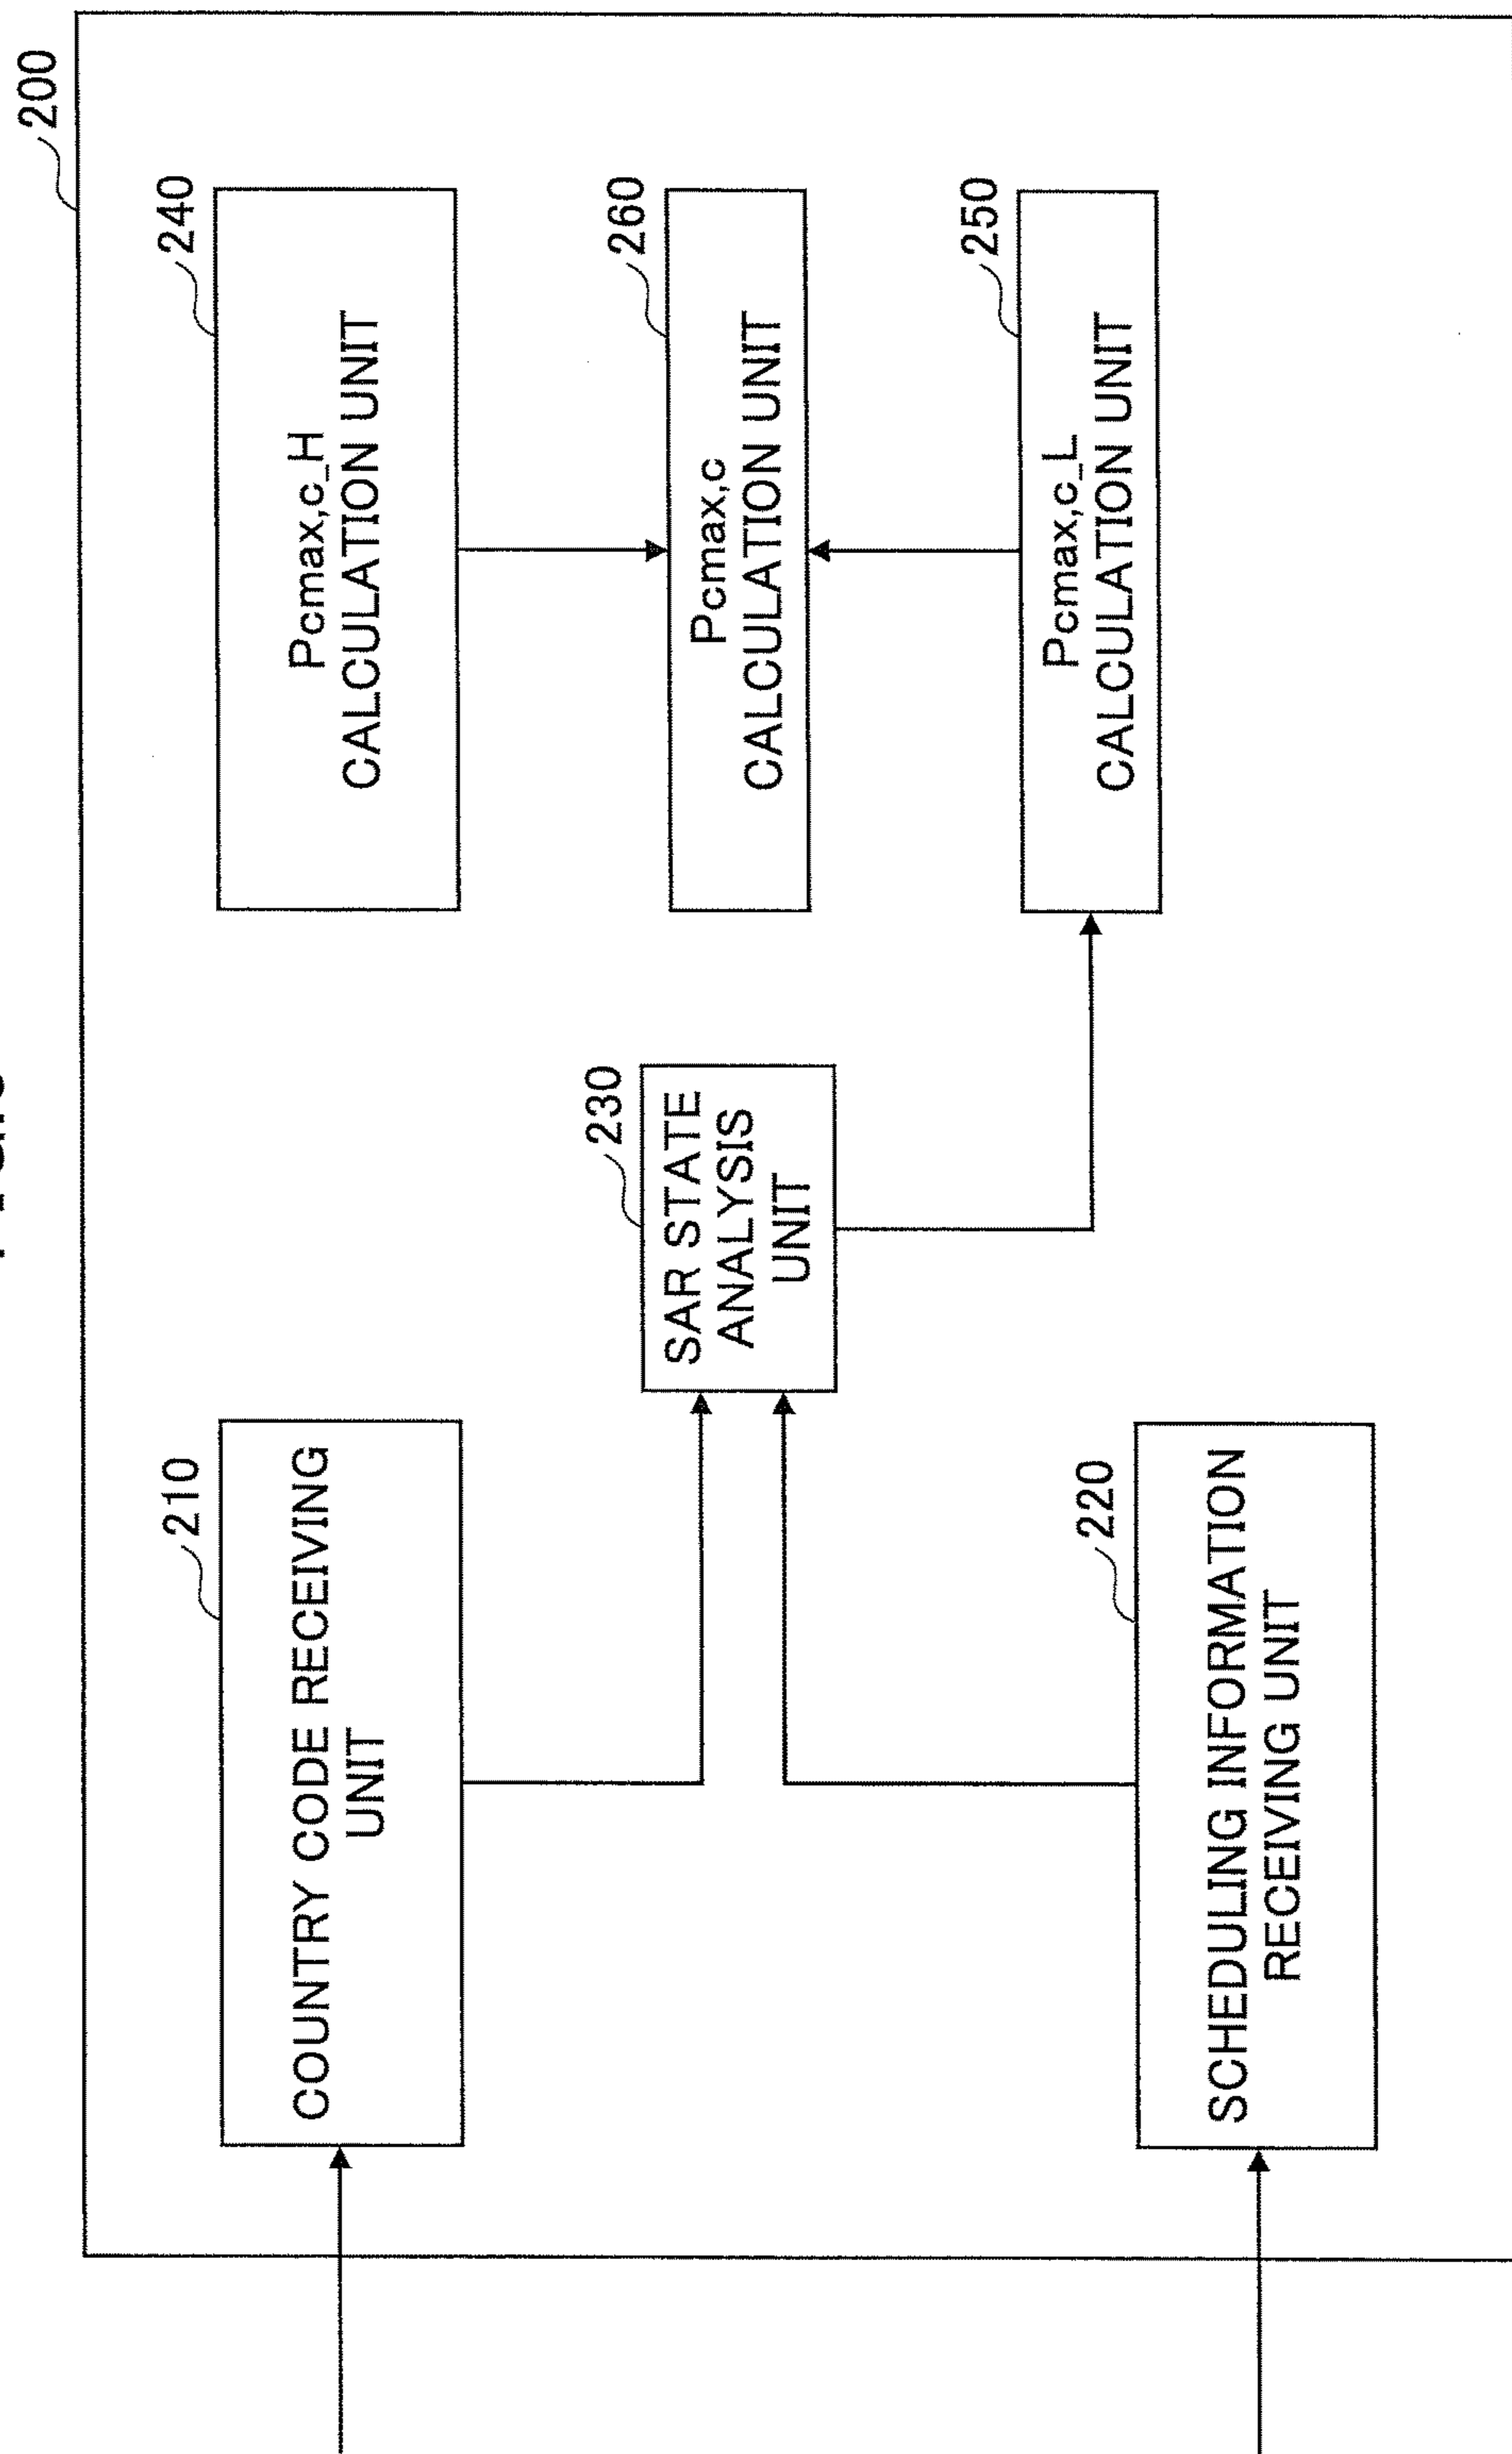 200
210
COUNTRY CODE RECEIVING
UNIT
220
SCHEDULING INFORMATION
RECEIVING UNIT
230
SAR STATE
ANALYSIS
UNIT
240
Pcmax,c_H
CALCULATION UNIT
260
Pcmax,c
CALCULATION UNIT
250
Pcmax,c_L
CALCULATION UNIT